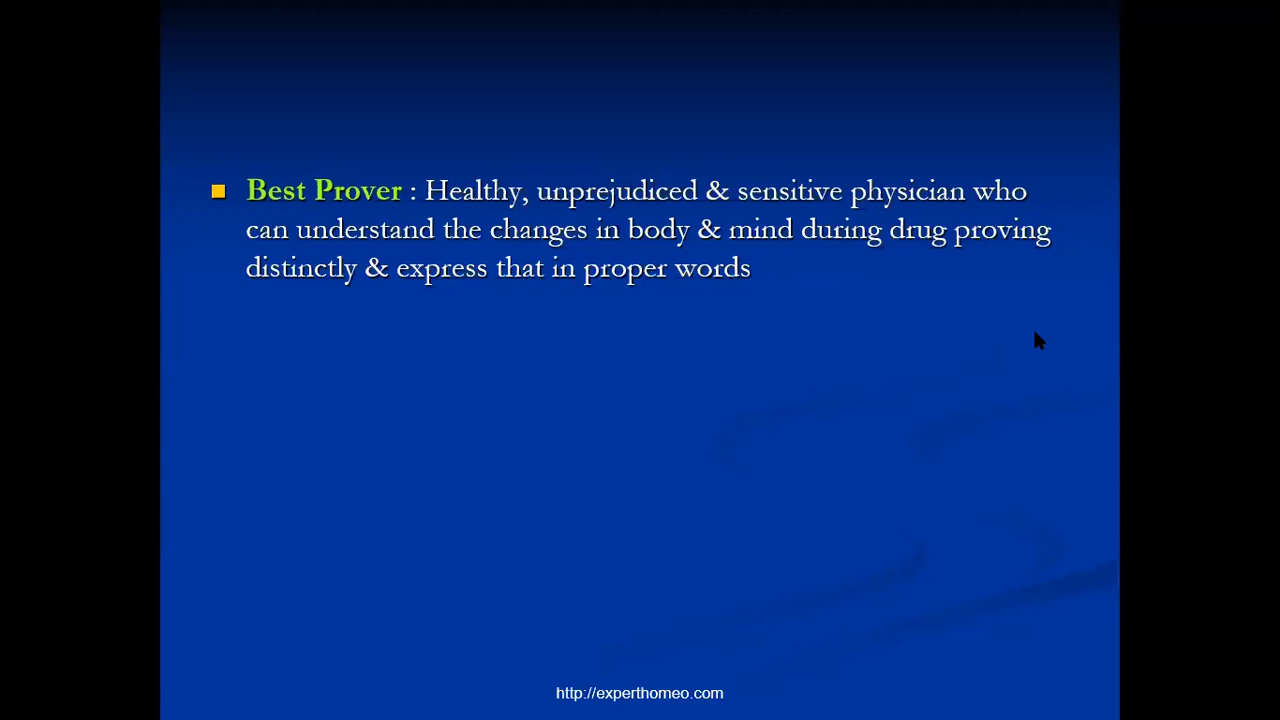 Best Prover : Healthy, unprejudiced & sensitive physician who
can understand the changes in body & mind during drug proving
distinctly & express that in proper words
http://experthomeo.com